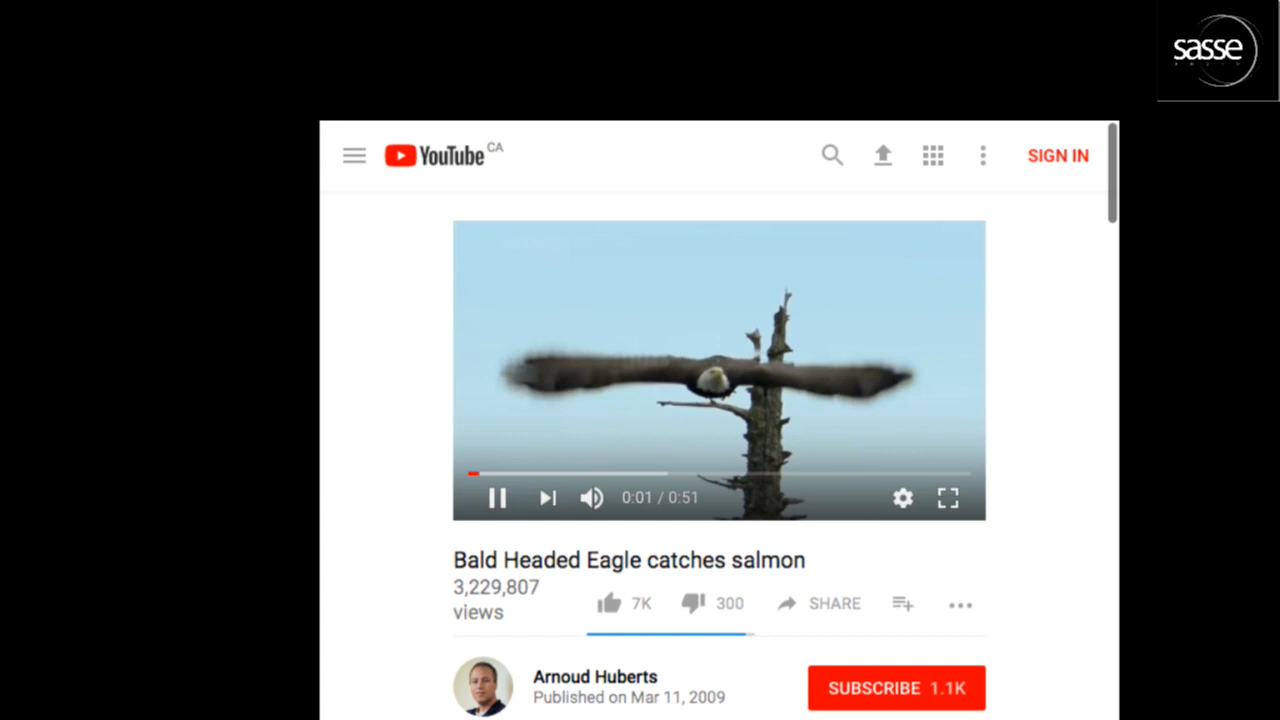 sasse
YouTube CA
SIGN IN
0:01 / 0:51
Bald Headed Eagle catches salmon
3,229,807
views
7K
300
SHARE
Arnoud Huberts
Published on Mar 11, 2009
SUBSCRIBE 1.1K